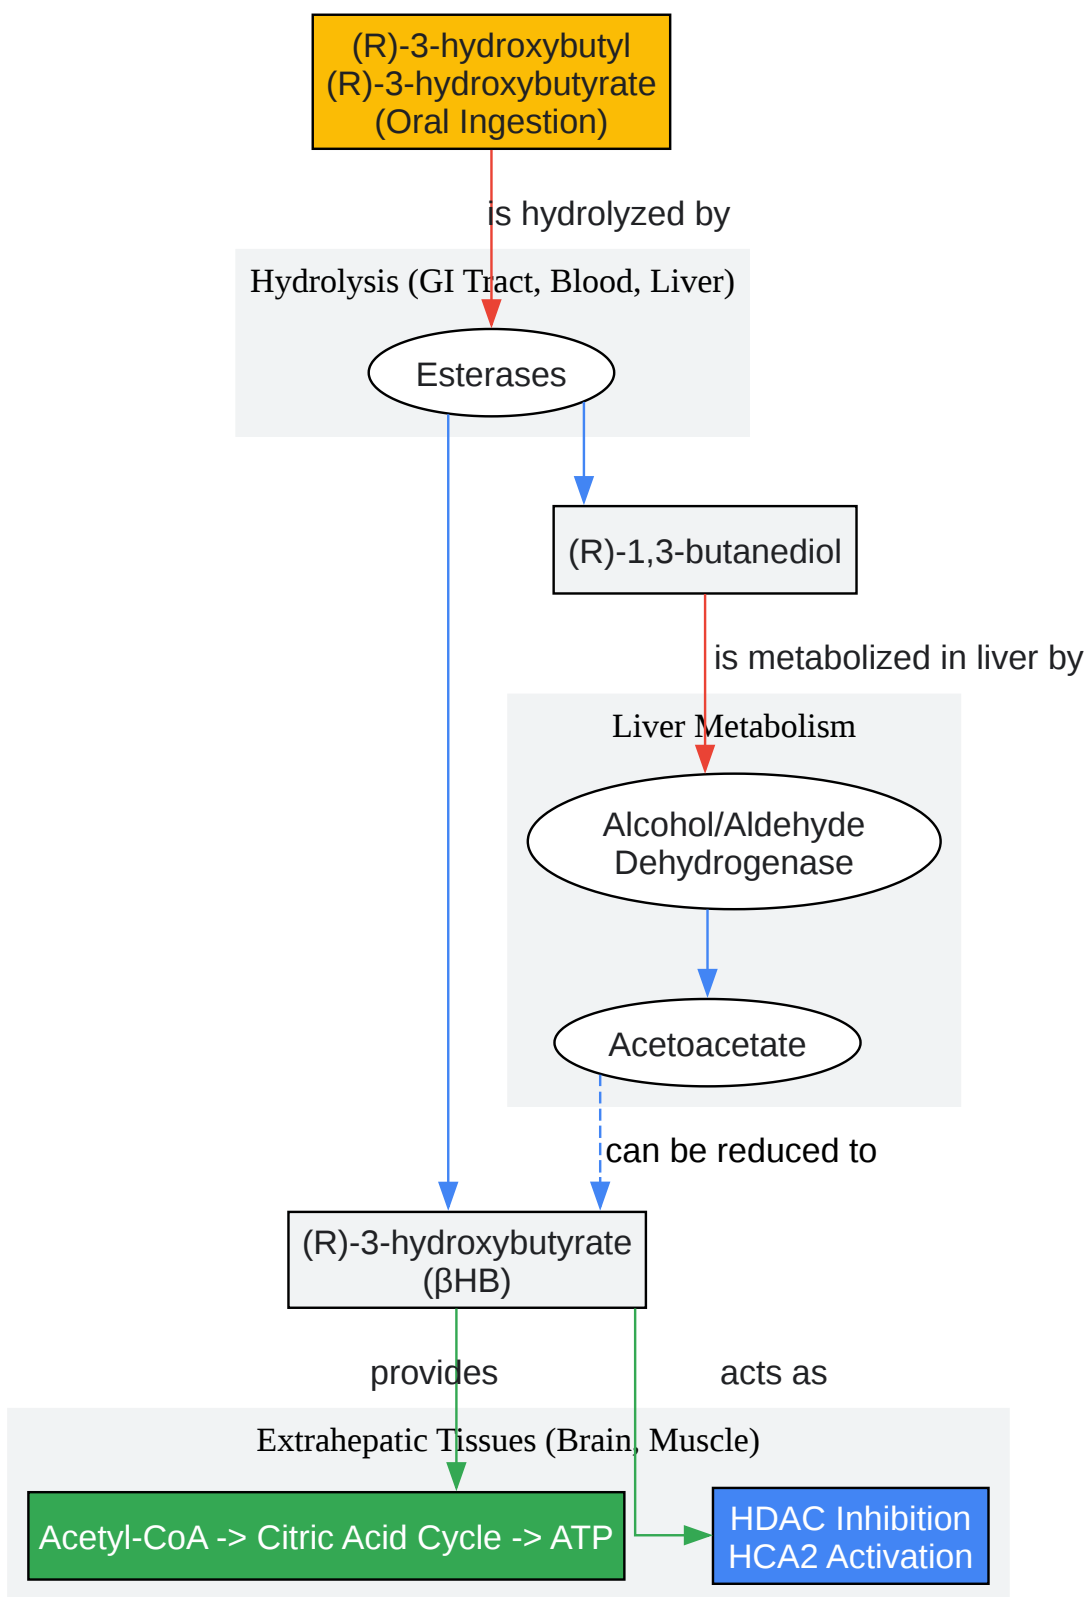 (R)-3-hydroxybutyl
(R)-3-hydroxybutyrate
(Oral Ingestion)
is hydrolyzed by
Hydrolysis (GI Tract, Blood, Liver)
Esterases
(R)-1,3-butanediol
is metabolized in liver by
Liver Metabolism
Alcohol/Aldehyde
Dehydrogenase
Acetoacetate
can be reduced to
(R)-3-hydroxybutyrate
(βHB)
provides
acts as
Extrahepatic Tissues (Brain, Muscle)
Acetyl-CoA -> Citric Acid Cycle -> ATP
HDAC Inhibition
HCA2 Activation